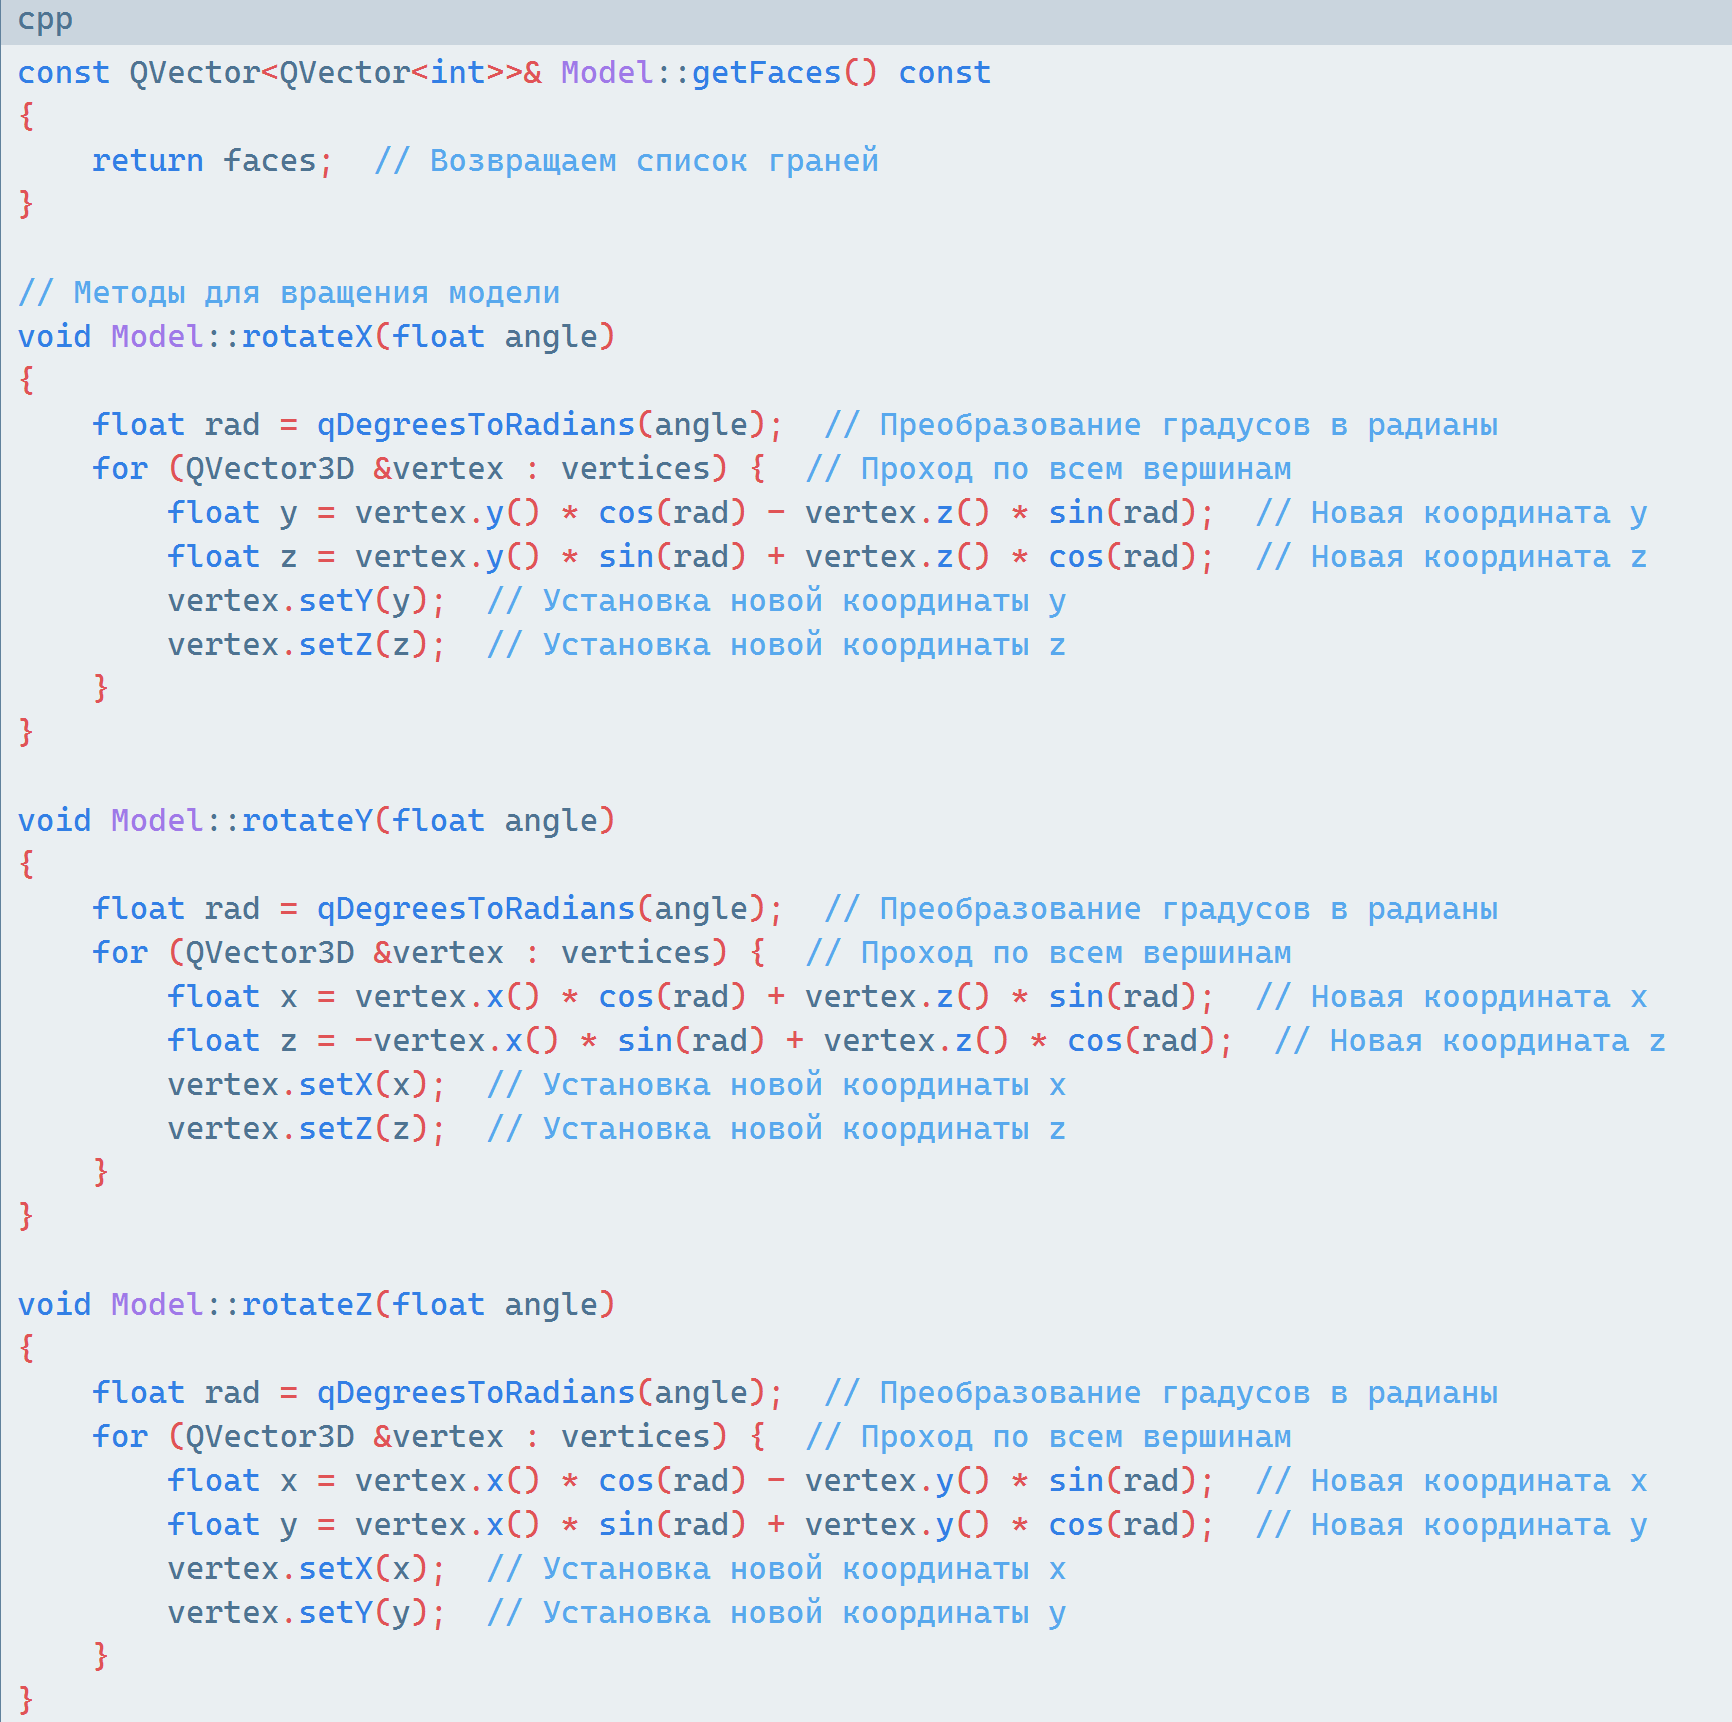 cpp
const QVector<QVector<int>>& Model::getFaces() const
{
    return faces;  // Возвращаем список граней
}

// Методы для вращения модели
void Model::rotateX(float angle)
{
    float rad = qDegreesToRadians(angle);  // Преобразование градусов в радианы
    for (QVector3D &vertex : vertices) {  // Проход по всем вершинам
        float y = vertex.y() * cos(rad) - vertex.z() * sin(rad);  // Новая координата y
        float z = vertex.y() * sin(rad) + vertex.z() * cos(rad);  // Новая координата z
        vertex.setY(y);  // Установка новой координаты y
        vertex.setZ(z);  // Установка новой координаты z
    }
}

void Model::rotateY(float angle)
{
    float rad = qDegreesToRadians(angle);  // Преобразование градусов в радианы
    for (QVector3D &vertex : vertices) {  // Проход по всем вершинам
        float x = vertex.x() * cos(rad) + vertex.z() * sin(rad);  // Новая координата x
        float z = -vertex.x() * sin(rad) + vertex.z() * cos(rad);  // Новая координата z
        vertex.setX(x);  // Установка новой координаты x
        vertex.setZ(z);  // Установка новой координаты z
    }
}

void Model::rotateZ(float angle)
{
    float rad = qDegreesToRadians(angle);  // Преобразование градусов в радианы
    for (QVector3D &vertex : vertices) {  // Проход по всем вершинам
        float x = vertex.x() * cos(rad) - vertex.y() * sin(rad);  // Новая координата x
        float y = vertex.x() * sin(rad) + vertex.y() * cos(rad);  // Новая координата y
        vertex.setX(x);  // Установка новой координаты x
        vertex.setY(y);  // Установка новой координаты y
    }
}